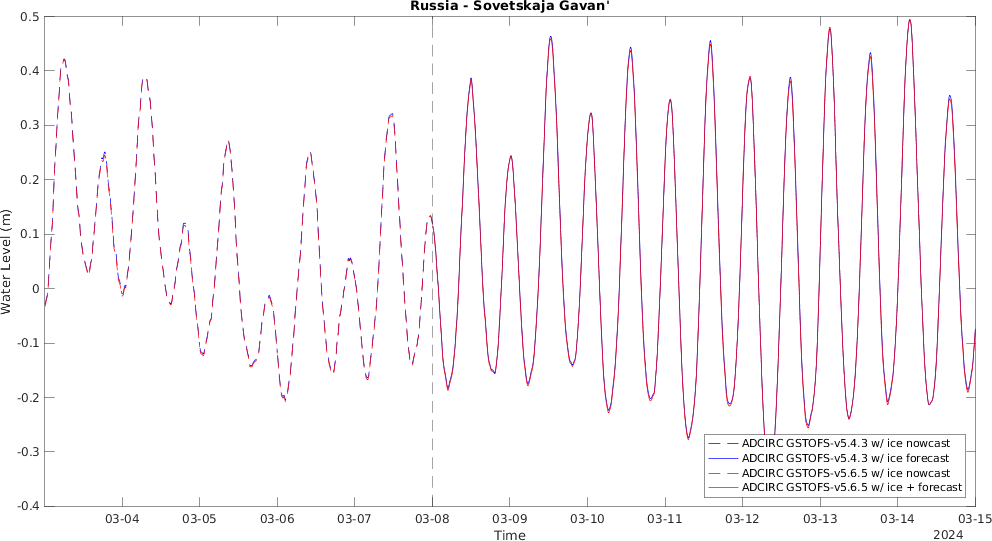 Russia - Sovetskaja Gavan'
0.5
0.4
0.3
0.2
0.1
0
-0.1
-0.2
-0.3
-0.4
Water Level (m)
03-04 03-05 03-06 03-07 03-08 03-09 03-10 03-11 03-12 03-13 03-14 03-15
Time
2024
ADCIRC GSTOFS-v5.4.3 w/ ice nowcast
ADCIRC GSTOFS-v5.4.3 w/ ice forecast
ADCIRC GSTOFS-v5.6.5 w/ ice nowcast
ADCIRC GSTOFS-v5.6.5 w/ ice + forecast